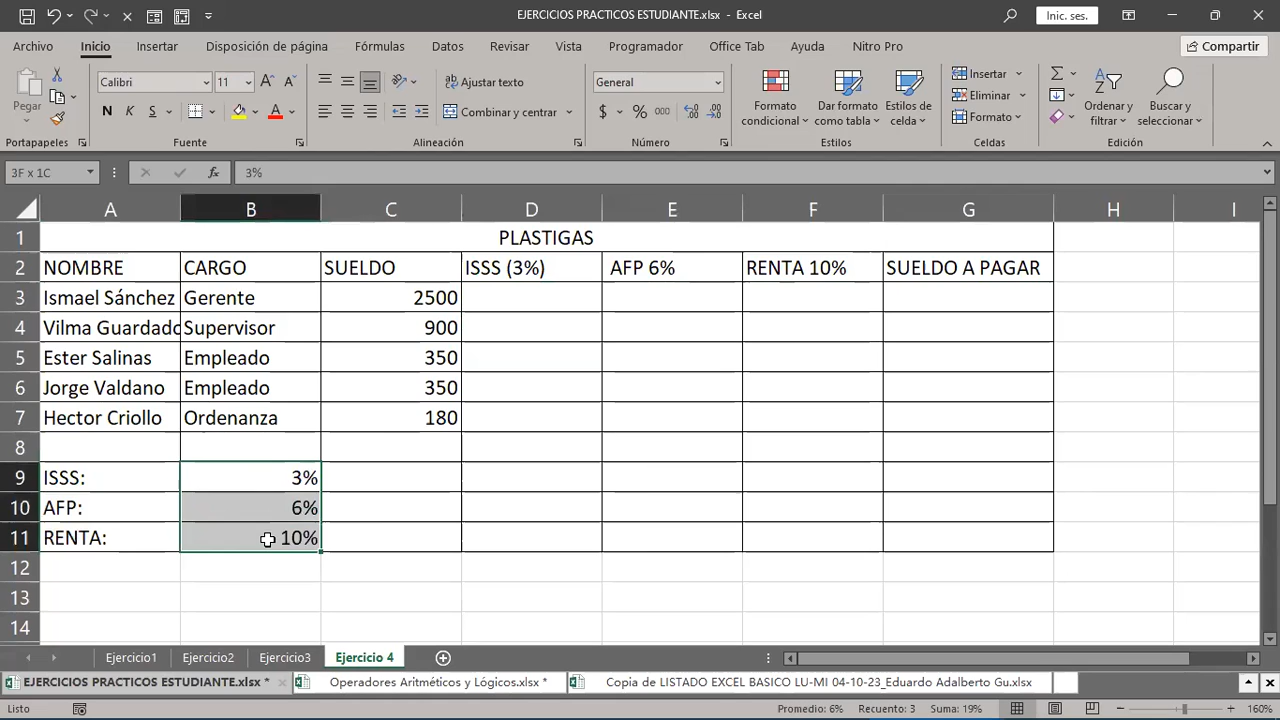 EJERCICIOS PRACTICOS ESTUDIANTE.xlsx - Excel
Inic. ses.
Archivo Inicio Insertar Disposición de página Fórmulas Datos Revisar Vista Programador Office Tab Ayuda Nitro Pro Compartir
Pegar
Calibri 11
N K S
Ajustar texto
Combinar y centrar
General
$ % 000
Formato condicional
Dar formato como tabla
Estilos de celda
Insertar
Eliminar
Formato
Ordenar y filtrar
Buscar y seleccionar
Portapapeles Fuente Alineación Número Estilos Celdas Edición
3F x 1C fx 3%
A B C D E F G H I
1 PLASTIGAS
2 NOMBRE CARGO SUELDO ISSS (3%) AFP 6% RENTA 10% SUELDO A PAGAR
3 Ismael Sánchez Gerente 2500
4 Vilma Guardado Supervisor 900
5 Ester Salinas Empleado 350
6 Jorge Valdano Empleado 350
7 Hector Criollo Ordenanza 180
8
9 ISSS: 3%
10 AFP: 6%
11 RENTA: 10%
12
13
14
Ejercicio1 Ejercicio2 Ejercicio3 Ejercicio 4
EJERCICIOS PRACTICOS ESTUDIANTE.xlsx * Operadores Aritméticos y Lógicos.xlsx * Copia de LISTADO EXCEL BASICO LU-MI 04-10-23_Eduardo Adalberto Gu.xlsx
Listo Promedio: 6% Recuento: 3 Suma: 19% 160%